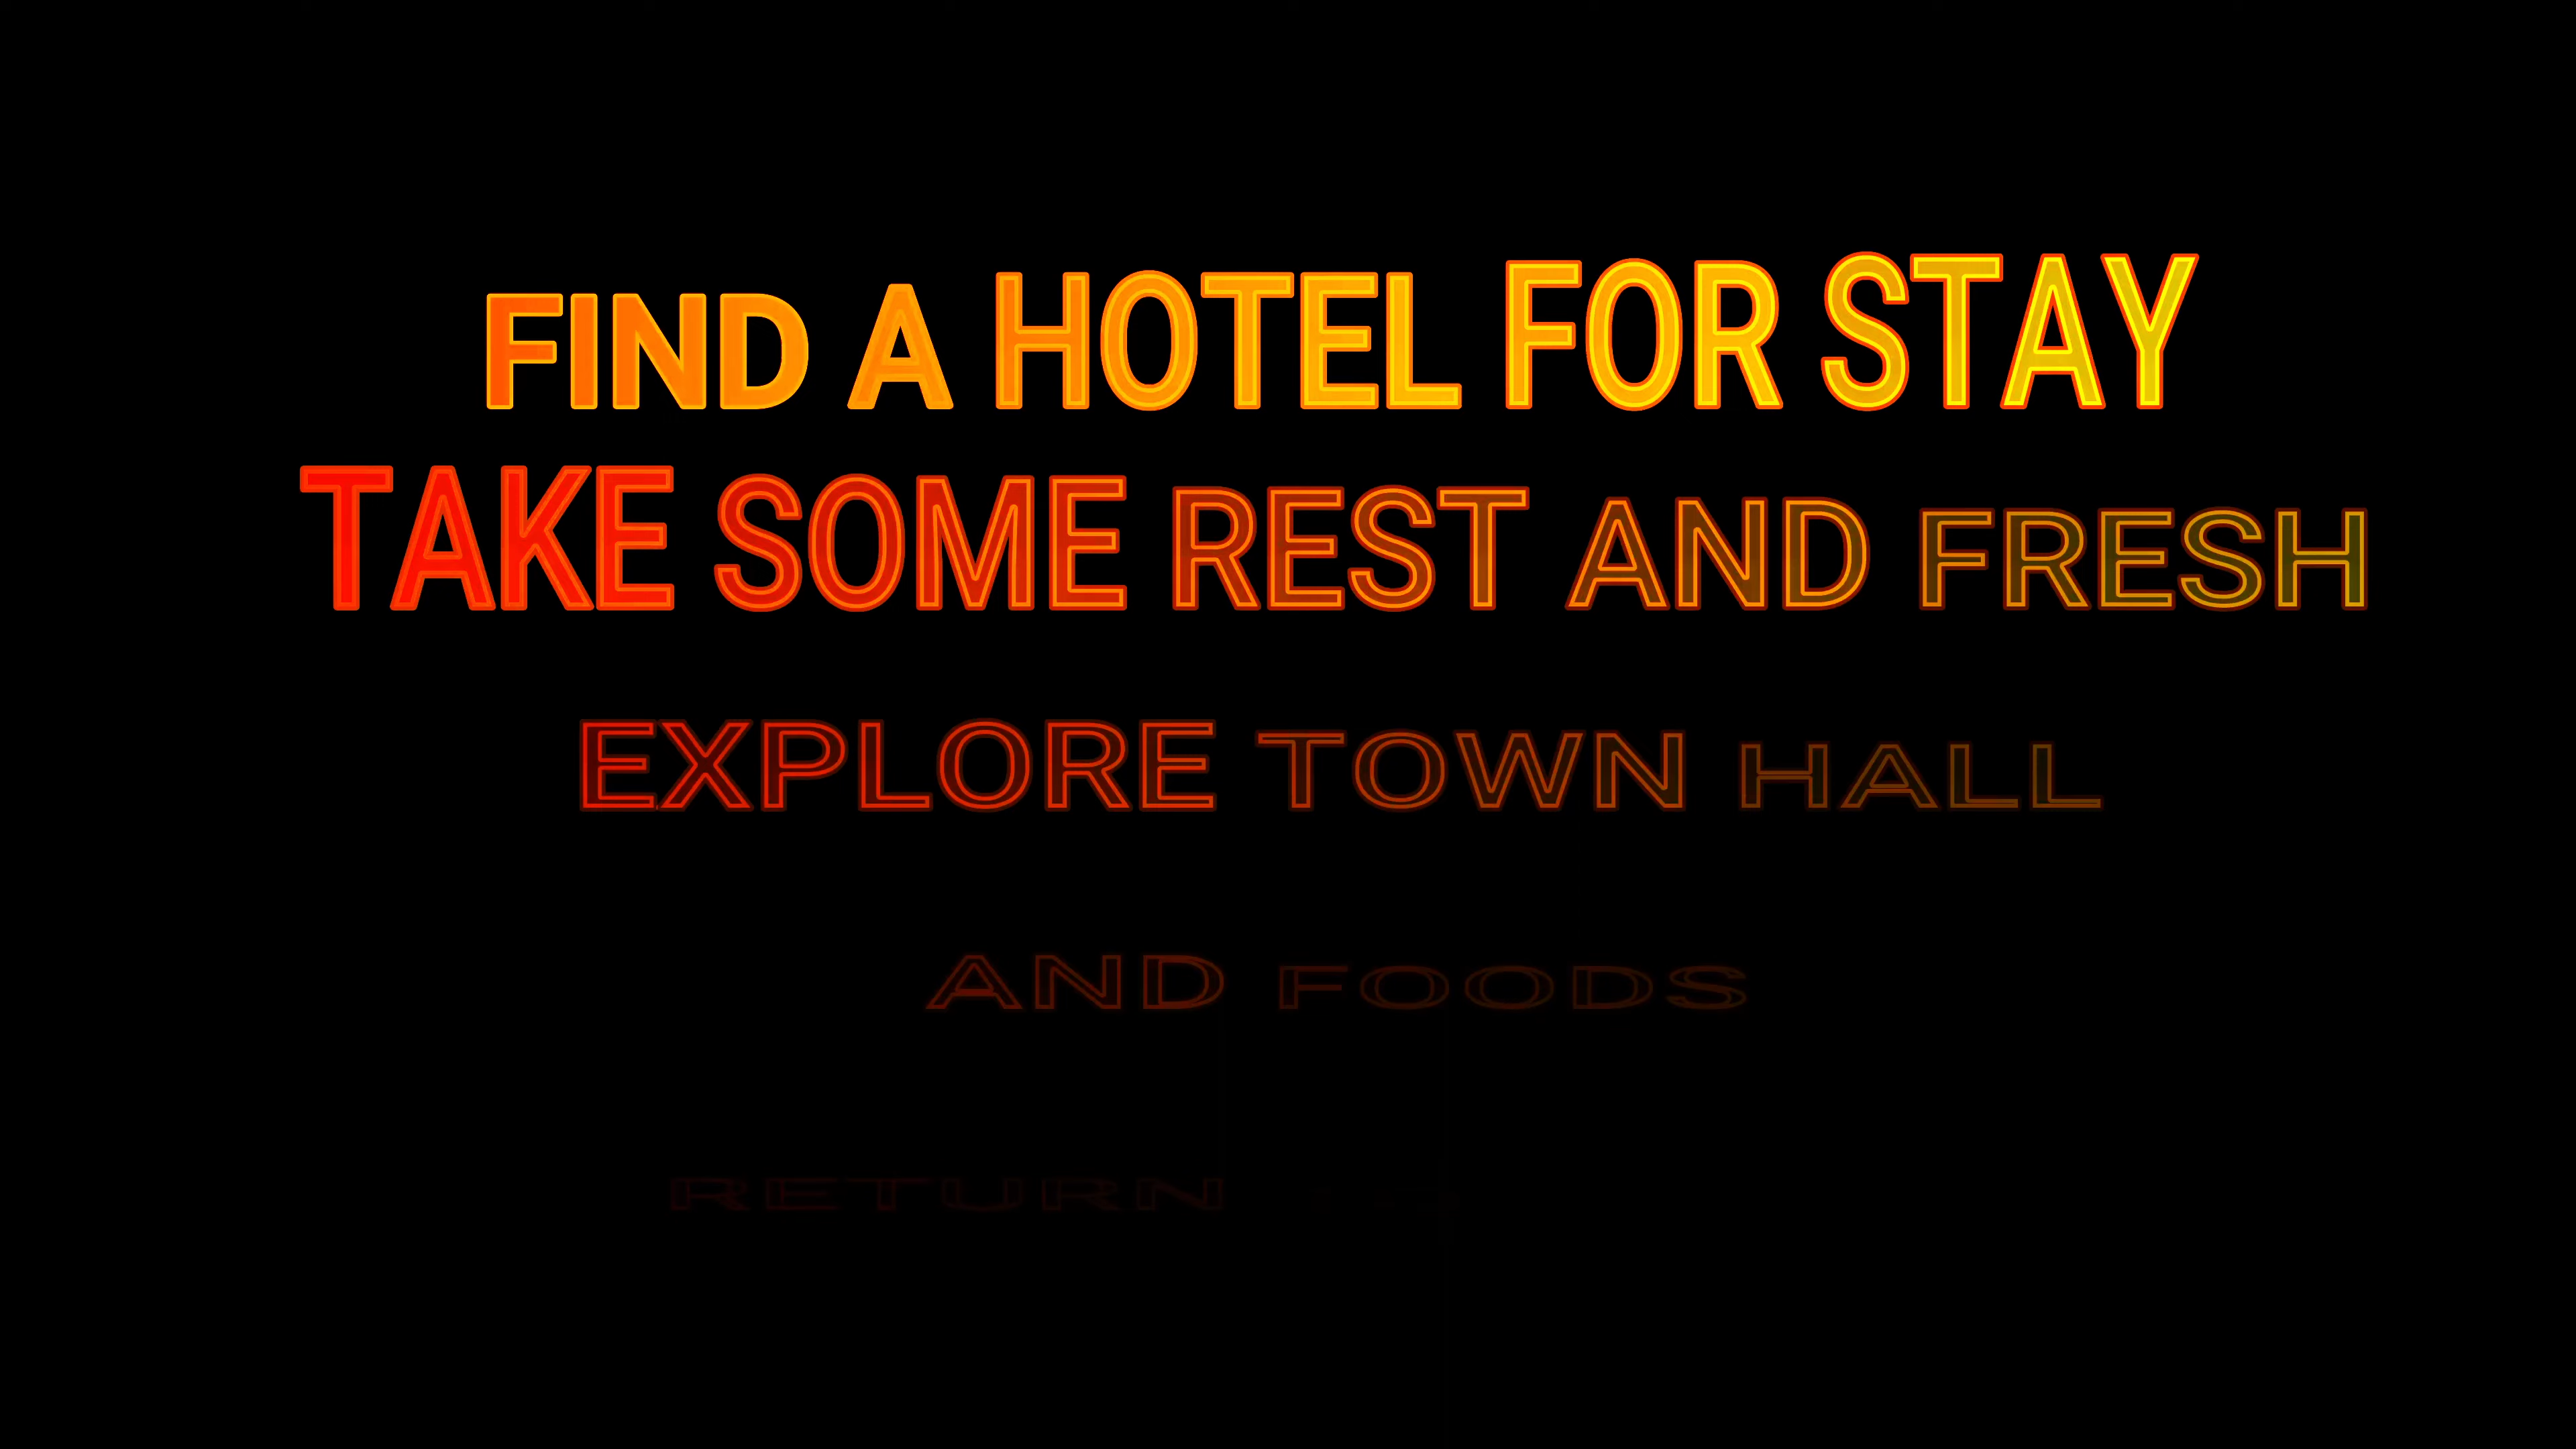 FIND A HOTEL FOR STAY
TAKE SOME REST AND FRESH
EXPLORE TOWN HALL
AND FOODS
RETURN